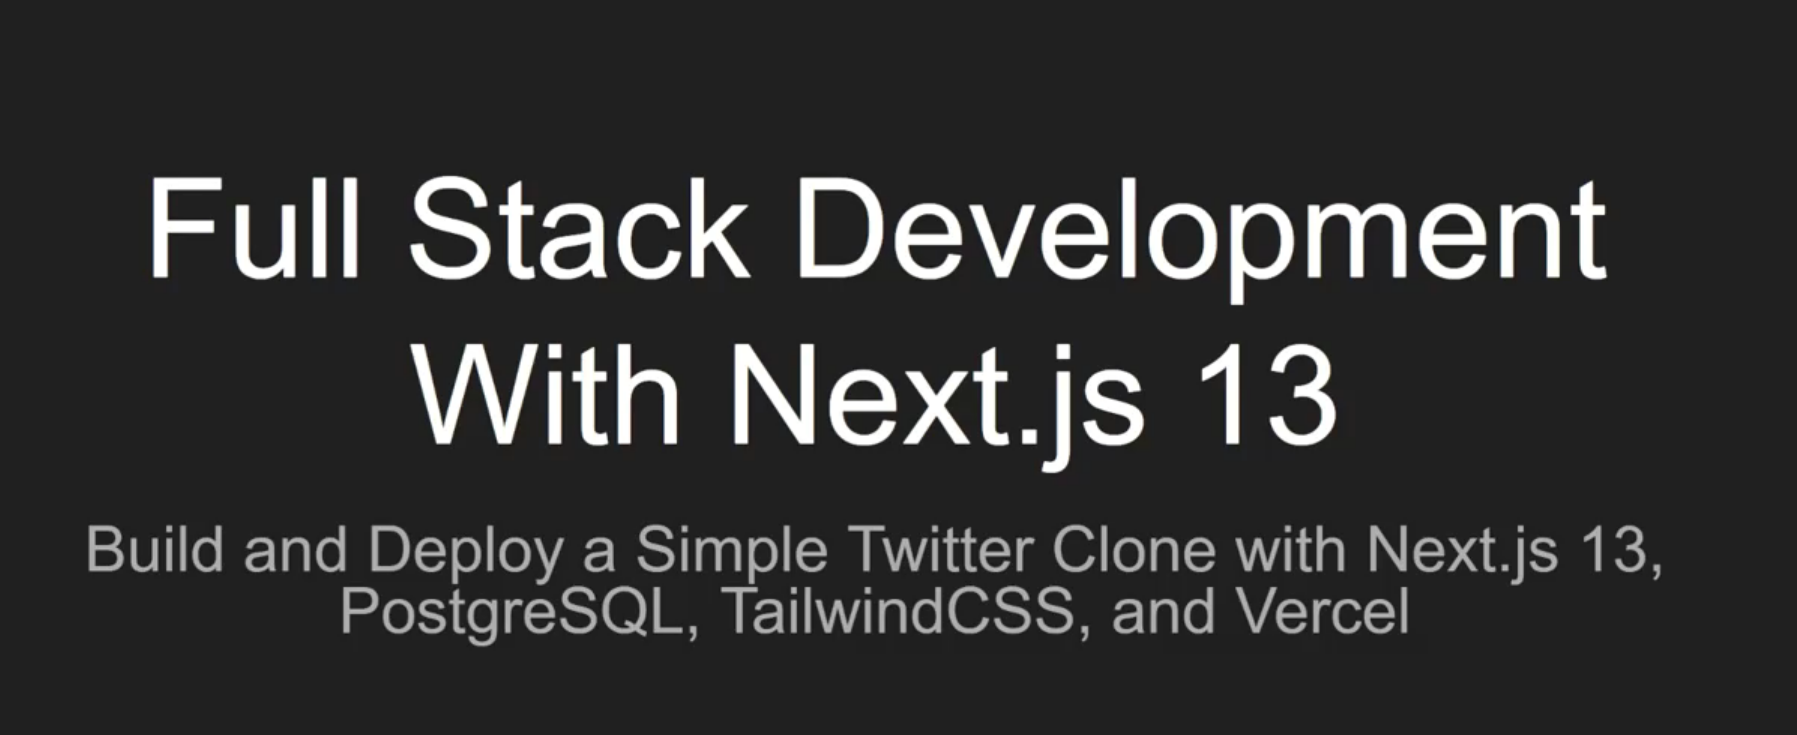 Full Stack Development
With Next.js 13
Build and Deploy a Simple Twitter Clone with Next.js 13,
PostgreSQL, TailwindCSS, and Vercel